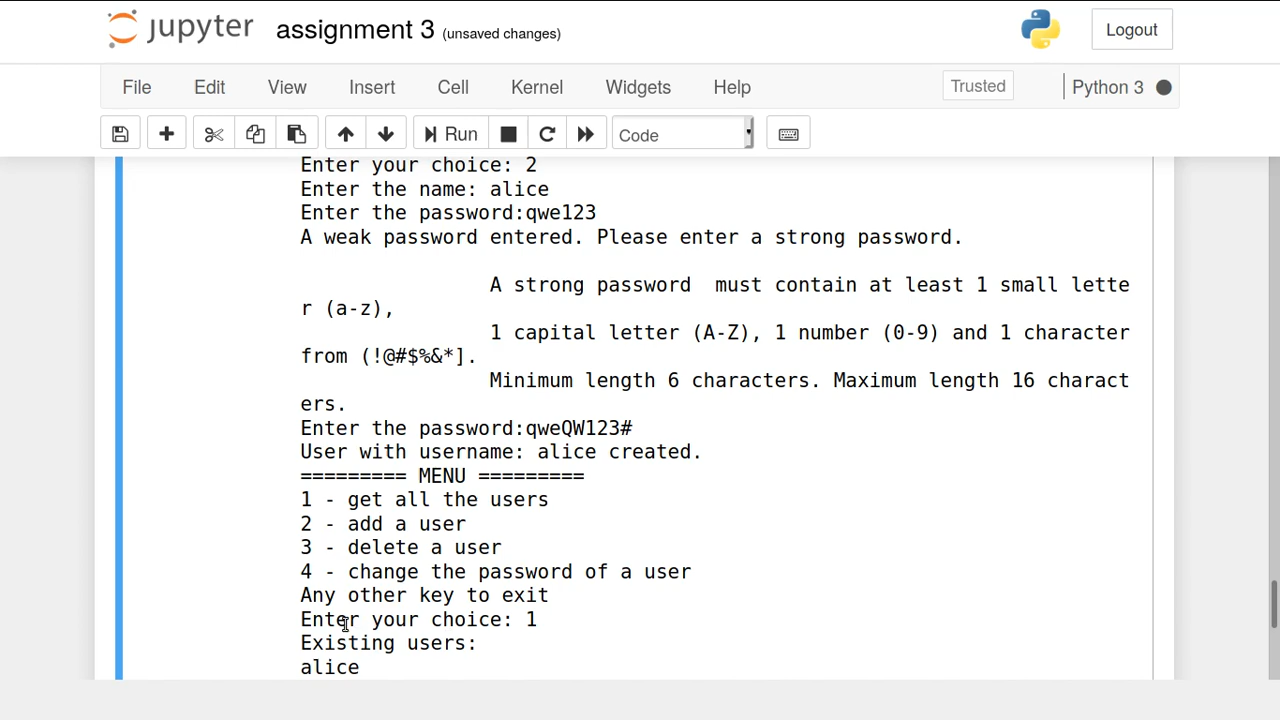 jupyter assignment 3 (unsaved changes) Logout
File Edit View Insert Cell Kernel Widgets Help Trusted Python 3
Run Code
Enter your choice: 2
Enter the name: alice
Enter the password:qwe123
A weak password entered. Please enter a strong password.
A strong password  must contain at least 1 small lette
r (a-z),
1 capital letter (A-Z), 1 number (0-9) and 1 character
from (!@#$%&*].
Minimum length 6 characters. Maximum length 16 charact
ers.
Enter the password:qweQW123#
User with username: alice created.
========= MENU =========
1 - get all the users
2 - add a user
3 - delete a user
4 - change the password of a user
Any other key to exit
Enter your choice: 1
Existing users:
alice